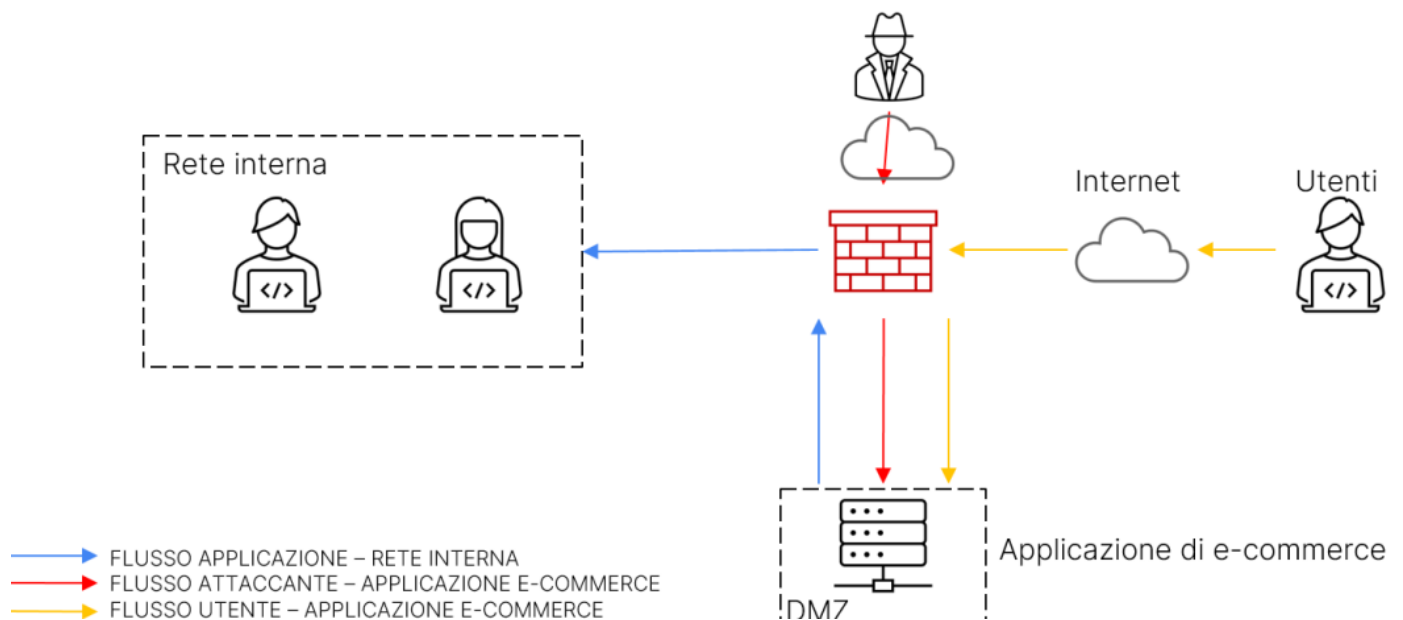 Rete interna
Internet
Utenti
</>
</>
</>
Applicazione di e-commerce
FLUSSO APPLICAZIONE – RETE INTERNA
FLUSSO ATTACCANTE – APPLICAZIONE E-COMMERCE
FLUSSO UTENTE – APPLICAZIONE E-COMMERCE
DMZ